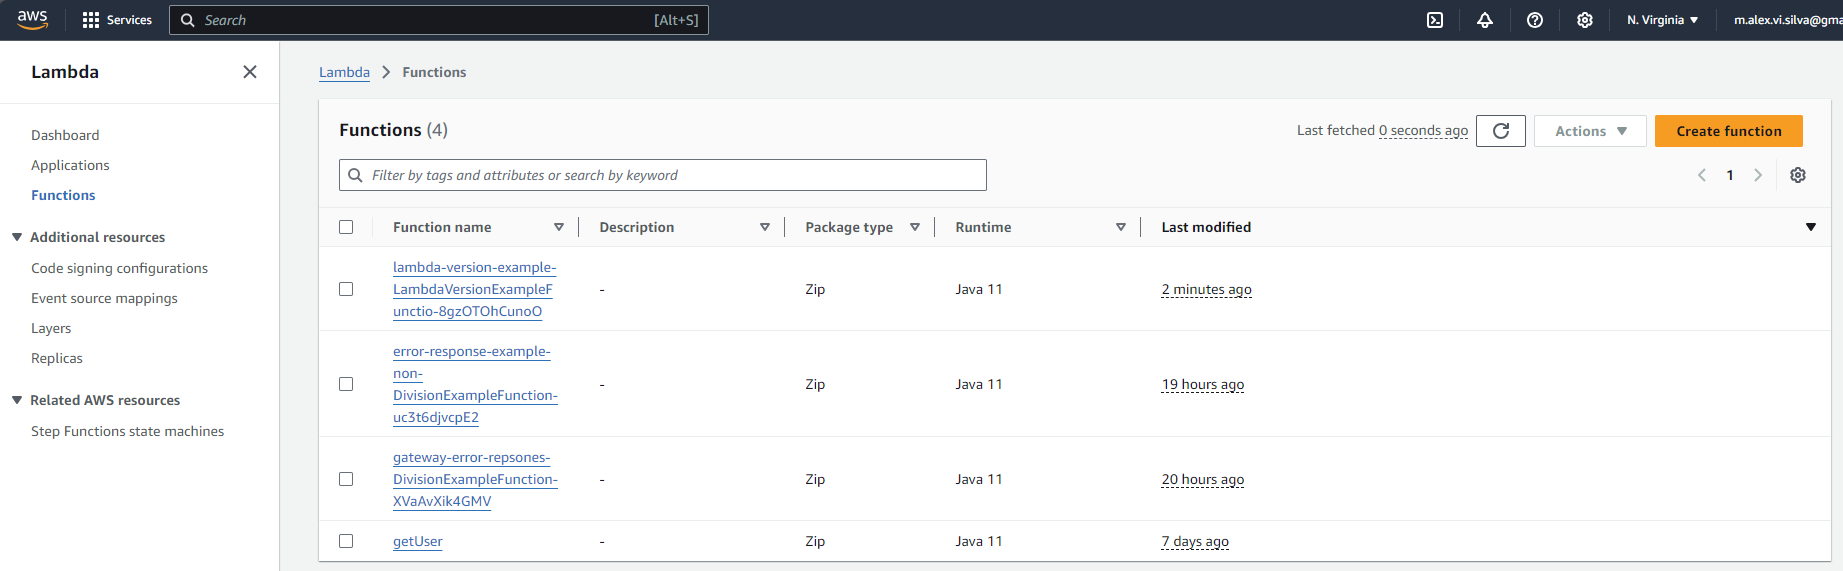 aws Services Search [Alt+S] N. Virginia m.alex.vi.silva@gma
Lambda
Dashboard
Applications
Functions
Additional resources
Code signing configurations
Event source mappings
Layers
Replicas
Related AWS resources
Step Functions state machines
Lambda > Functions
Functions (4)
Last fetched 0 seconds ago Actions Create function
Filter by tags and attributes or search by keyword
1
Function name Description Package type Runtime Last modified
lambda-version-example-
LambdaVersionExampleF
unctio-8gzOTOhCunoO
- Zip Java 11 2 minutes ago
error-response-example-
non-
DivisionExampleFunction-
uc3t6djvcpE2
- Zip Java 11 19 hours ago
gateway-error-repsones-
DivisionExampleFunction-
XVaAvXik4GMV
- Zip Java 11 20 hours ago
getUser - Zip Java 11 7 days ago